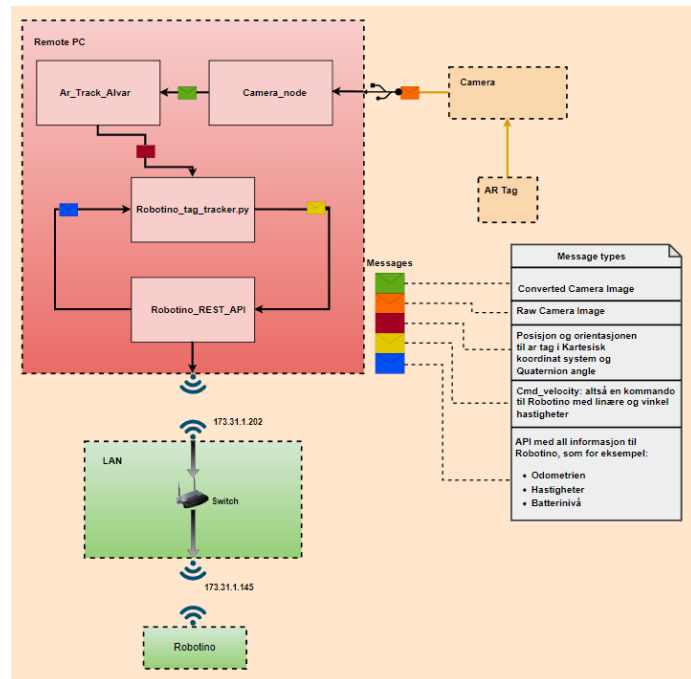 Remote PC
Ar_Track_Alvar
Camera_node
Camera
AR Tag
Robotino_tag_tracker.py
Robotino_REST_API
Messages
Message types
Converted Camera Image
Raw Camera Image
Posisjon og orientasjonen
til ar tag i Kartesisk
koordinat system og
Quaternion angle
Cmd_velocity: altså en kommando
til Robotino med linære og vinkel
hastigheter
API med all informasjon til
Robotino, som for eksempel:
• Odometrien
• Hastigheter
• Batterinivå
173.31.1.202
LAN
Switch
173.31.1.145
Robotino